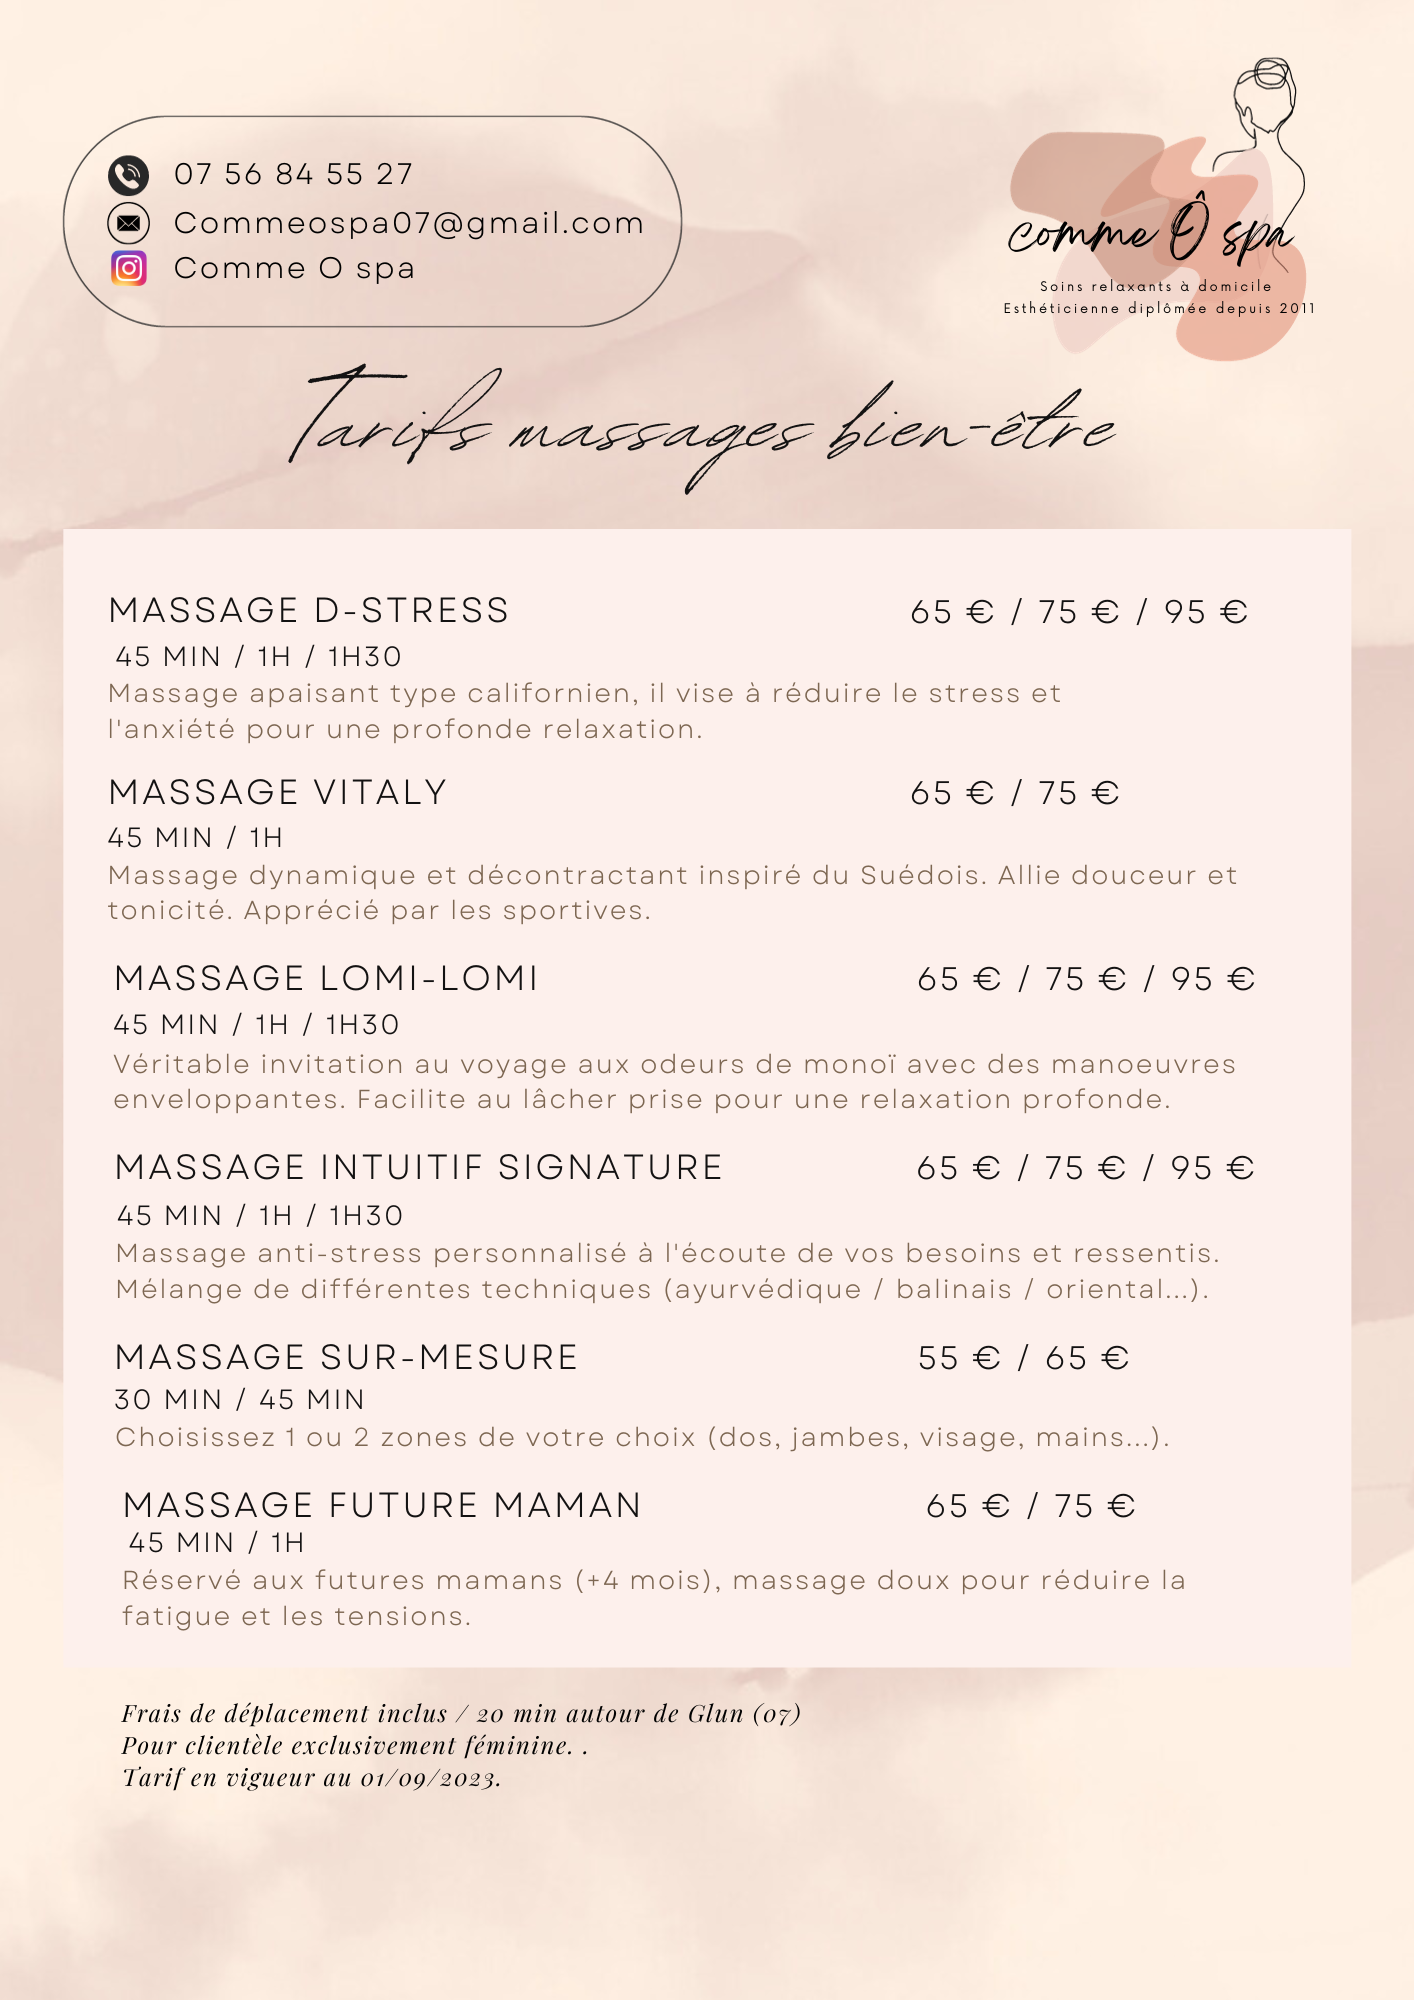 07 56 84 55 27
Commeospa07@gmail.com
Comme O spa
comme Ô spa
Soins relaxants à domicile
Esthéticienne diplômée depuis 2011
Tarifs massages bien-être
MASSAGE D-STRESS 65 € / 75 € / 95 €
45 MIN / 1H / 1H30
Massage apaisant type californien, il vise à réduire le stress et
l'anxiété pour une profonde relaxation.
MASSAGE VITALY 65 € / 75 €
45 MIN / 1H
Massage dynamique et décontractant inspiré du Suédois. Allie douceur et
tonicité. Apprécié par les sportives.
MASSAGE LOMI-LOMI 65 € / 75 € / 95 €
45 MIN / 1H / 1H30
Véritable invitation au voyage aux odeurs de monoï avec des manoeuvres
enveloppantes. Facilite au lâcher prise pour une relaxation profonde.
MASSAGE INTUITIF SIGNATURE 65 € / 75 € / 95 €
45 MIN / 1H / 1H30
Massage anti-stress personnalisé à l'écoute de vos besoins et ressentis.
Mélange de différentes techniques (ayurvédique / balinais / oriental...).
MASSAGE SUR-MESURE 55 € / 65 €
30 MIN / 45 MIN
Choisissez 1 ou 2 zones de votre choix (dos, jambes, visage, mains...).
MASSAGE FUTURE MAMAN 65 € / 75 €
45 MIN / 1H
Réservé aux futures mamans (+4 mois), massage doux pour réduire la
fatigue et les tensions.
Frais de déplacement inclus / 20 min autour de Glun (07)
Pour clientèle exclusivement féminine. .
Tarif en vigueur au 01/09/2023.